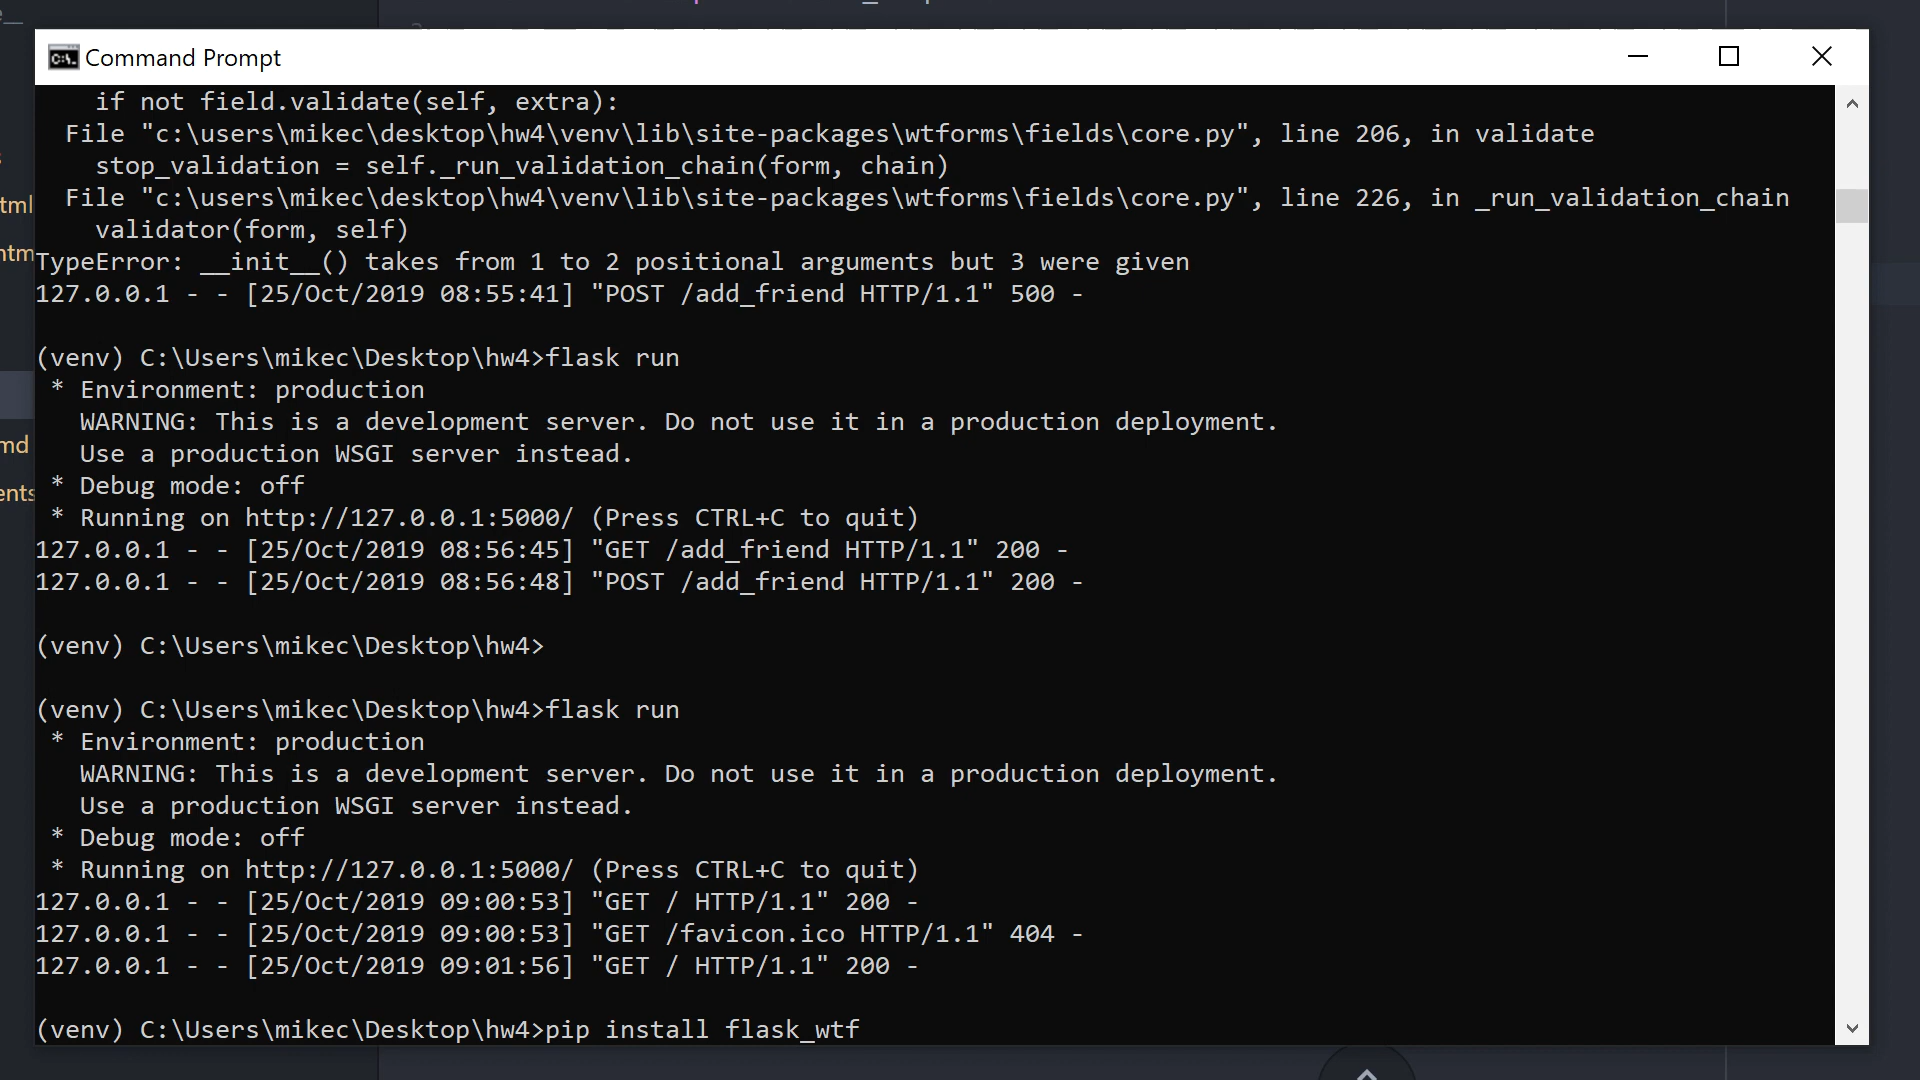 Command Prompt
if not field.validate(self, extra):
File "c:\users\mikec\desktop\hw4\venv\lib\site-packages\wtforms\fields\core.py", line 206, in validate
stop_validation = self._run_validation_chain(form, chain)
File "c:\users\mikec\desktop\hw4\venv\lib\site-packages\wtforms\fields\core.py", line 226, in _run_validation_chain
validator(form, self)
TypeError: __init__() takes from 1 to 2 positional arguments but 3 were given
127.0.0.1 - - [25/Oct/2019 08:55:41] "POST /add_friend HTTP/1.1" 500 -
(venv) C:\Users\mikec\Desktop\hw4>flask run
* Environment: production
WARNING: This is a development server. Do not use it in a production deployment.
Use a production WSGI server instead.
* Debug mode: off
* Running on http://127.0.0.1:5000/ (Press CTRL+C to quit)
127.0.0.1 - - [25/Oct/2019 08:56:45] "GET /add_friend HTTP/1.1" 200 -
127.0.0.1 - - [25/Oct/2019 08:56:48] "POST /add_friend HTTP/1.1" 200 -
(venv) C:\Users\mikec\Desktop\hw4>
(venv) C:\Users\mikec\Desktop\hw4>flask run
* Environment: production
WARNING: This is a development server. Do not use it in a production deployment.
Use a production WSGI server instead.
* Debug mode: off
* Running on http://127.0.0.1:5000/ (Press CTRL+C to quit)
127.0.0.1 - - [25/Oct/2019 09:00:53] "GET / HTTP/1.1" 200 -
127.0.0.1 - - [25/Oct/2019 09:00:53] "GET /favicon.ico HTTP/1.1" 404 -
127.0.0.1 - - [25/Oct/2019 09:01:56] "GET / HTTP/1.1" 200 -
(venv) C:\Users\mikec\Desktop\hw4>pip install flask_wtf